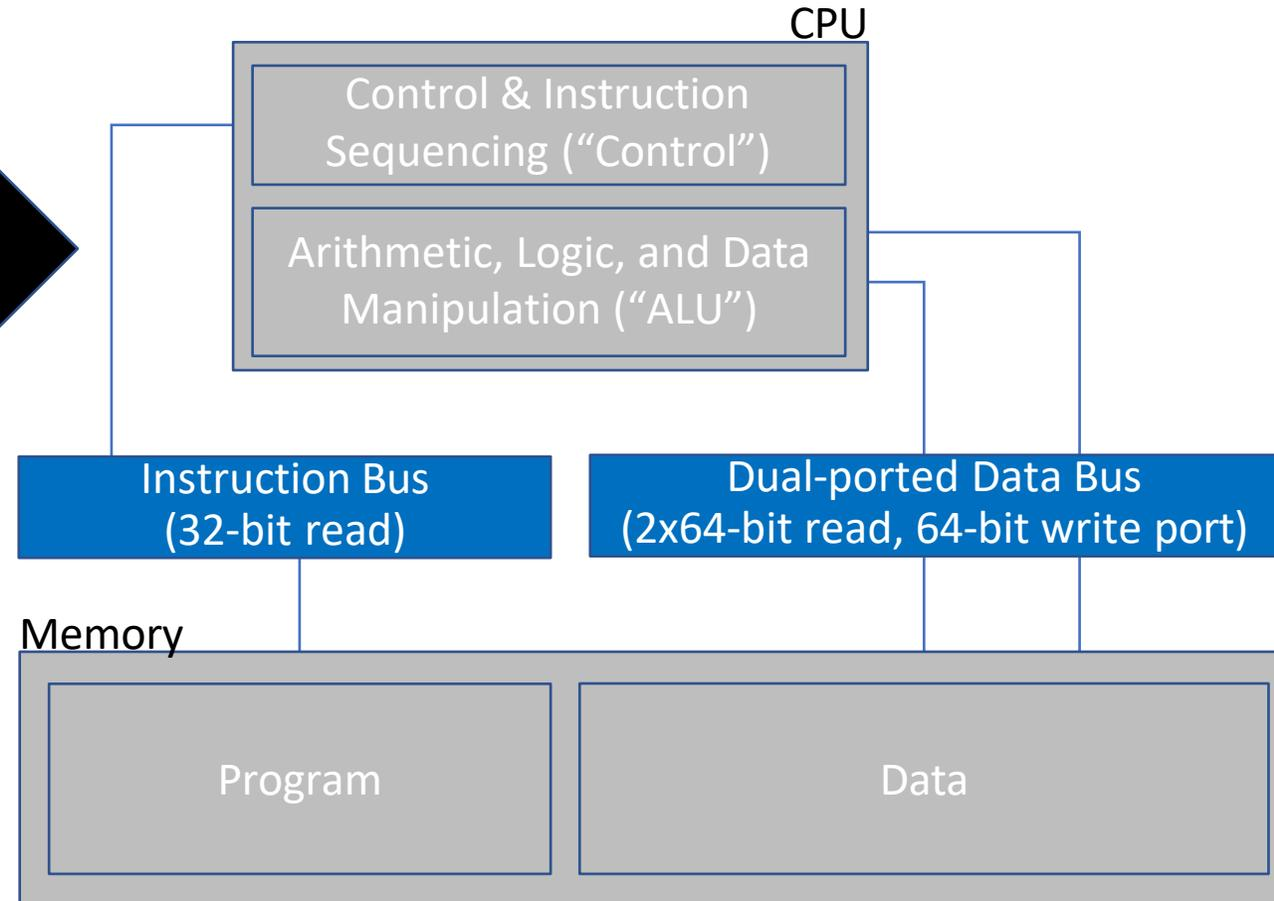 CPU
Control & Instruction
Sequencing (“Control”)
Arithmetic, Logic, and Data
Manipulation (“ALU”)
Instruction Bus
(32-bit read)
Dual-ported Data Bus
(2x64-bit read, 64-bit write port)
Memory
Program
Data